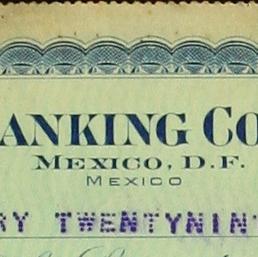 ANKING CO
MEXICO, D.F.
MEXICO
RY TWENTYNIN